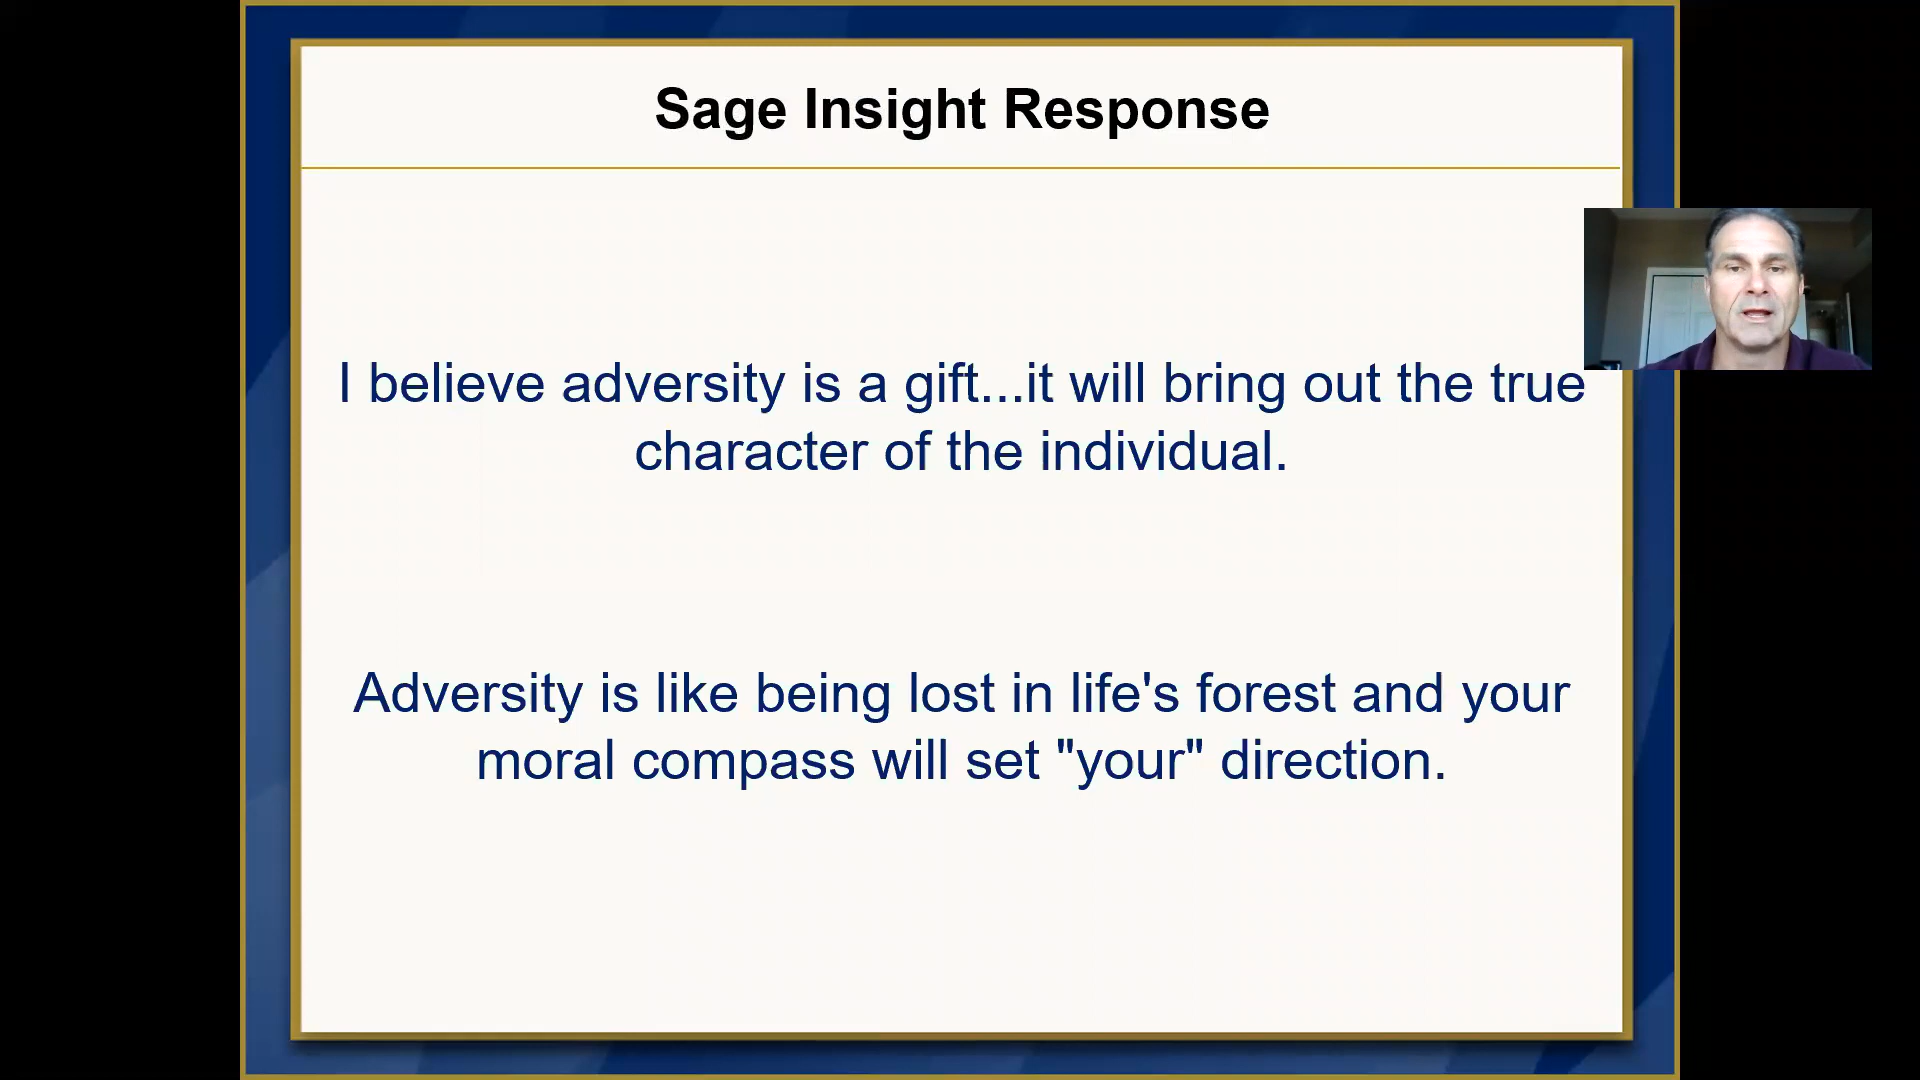 Sage Insight Response
I believe adversity is a gift...it will bring out the true
character of the individual.
Adversity is like being lost in life's forest and your
moral compass will set "your" direction.